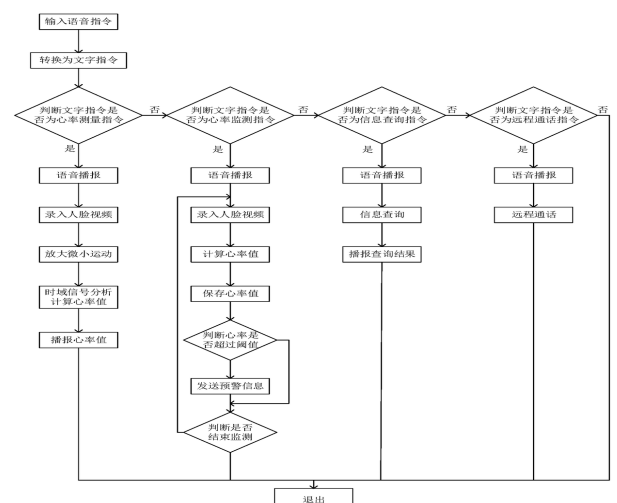 输入语音指令
转换为文字指令
判断文字指令是
否为心率测量指令
否
判断文字指令是
否为心率监测指令
否
判断文字指令是
否为信息查询指令
否
判断文字指令是
否为远程通话指令
否
是
是
是
是
语音播报
语音播报
语音播报
语音播报
录入人脸视频
录入人脸视频
信息查询
远程通话
放大微小运动
计算心率值
播报查询结果
时域信号分析
计算心率值
保存心率值
播报心率值
判断心率是
否超过阈值
发送预警信息
判断是否
结束监测
退出